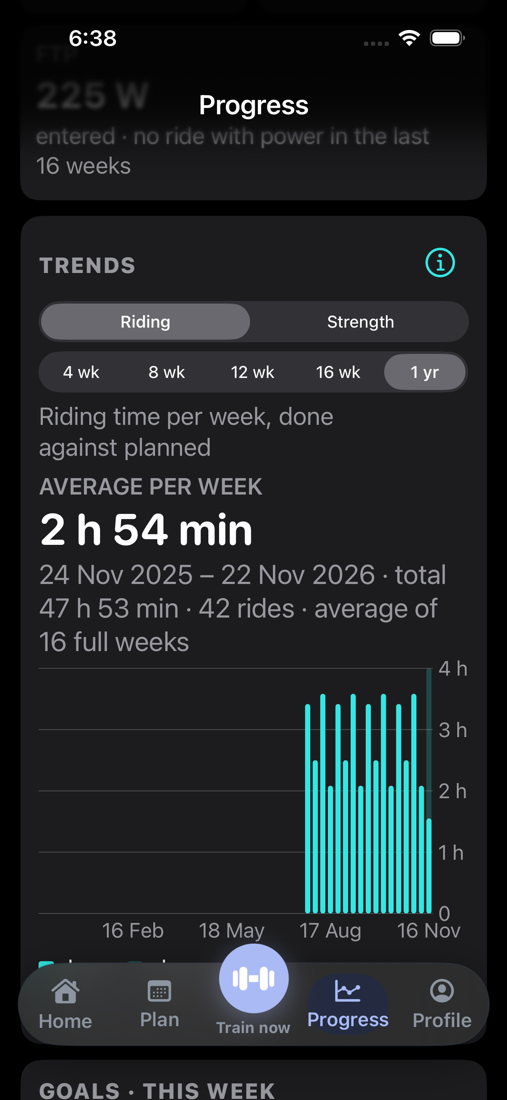 6:38
FTP
225 W
Progress
entered · no ride with power in the last
16 weeks
TRENDS
Riding Strength
4 wk 8 wk 12 wk 16 wk 1 yr
Riding time per week, done
against planned
AVERAGE PER WEEK
2 h 54 min
24 Nov 2025 – 22 Nov 2026 · total
47 h 53 min · 42 rides · average of
16 full weeks
4 h
3 h
2 h
1 h
0
16 Feb 18 May 17 Aug 16 Nov
Home Plan Train now Progress Profile
GOALS · THIS WEEK